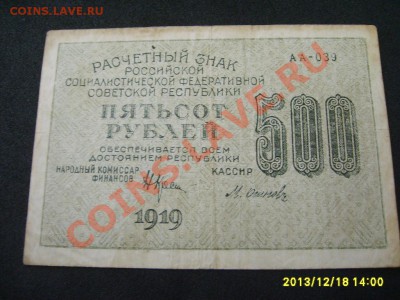 COINS.LAVE.RU
РАСЧЕТНЫЙ ЗНАК
АА-039
РОССИЙСКОЙ
СОЦИАЛИСТИЧЕСКОЙ ФЕДЕРАТИВНОЙ
СОВЕТСКОЙ РЕСПУБЛИКИ
ПЯТЬСОТ
РУБЛЕЙ
500
ОБЕСПЕЧИВАЕТСЯ ВСЕМ
ДОСТОЯНИЕМ РЕСПУБЛИКИ
НАРОДНЫЙ КОМИССАР
ФИНАНСОВ
КАССИР
1919
COINS.LAVE.RU
2013/12/18 14:00